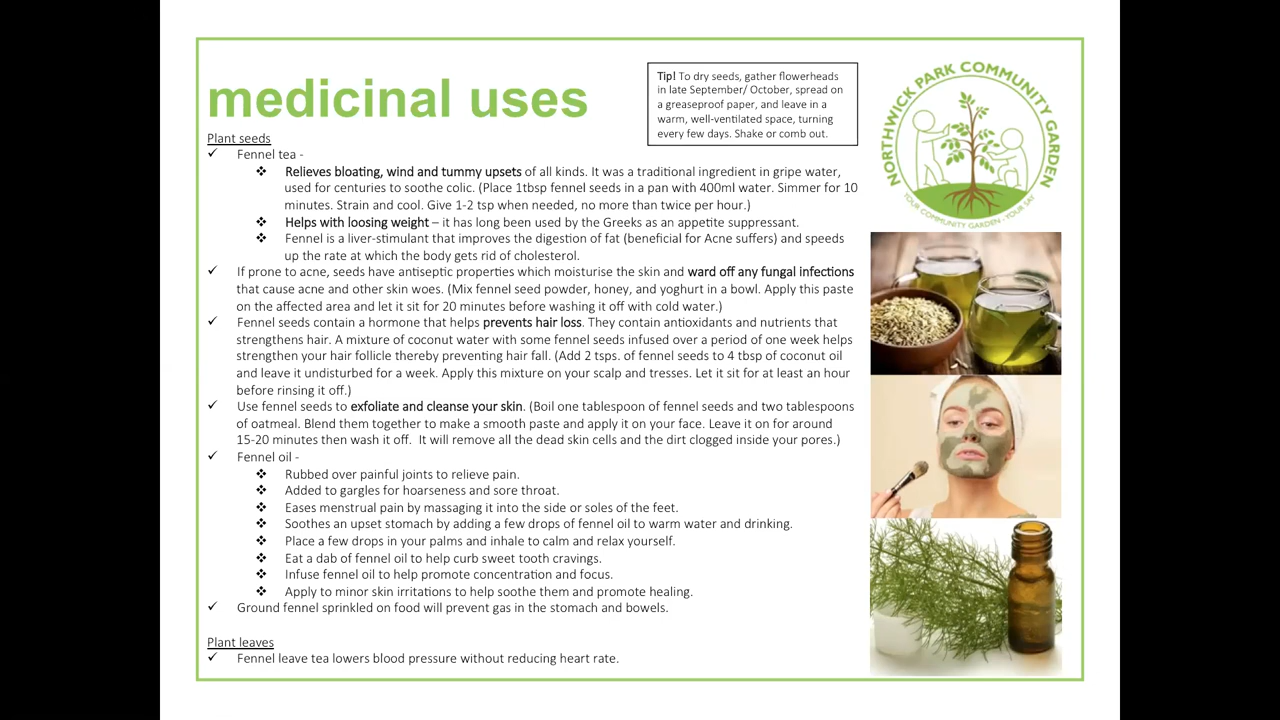 medicinal uses
Tip! To dry seeds, gather flowerheads
in late September/ October, spread on
a greaseproof paper, and leave in a
warm, well-ventilated space, turning
every few days. Shake or comb out.
NORTHWICK PARK COMMUNITY GARDEN
YOUR COMMUNITY GARDEN - YOUR SAY
Plant seeds
✓ Fennel tea -
❖ Relieves bloating, wind and tummy upsets of all kinds. It was a traditional ingredient in gripe water,
used for centuries to soothe colic. (Place 1tbsp fennel seeds in a pan with 400ml water. Simmer for 10
minutes. Strain and cool. Give 1-2 tsp when needed, no more than twice per hour.)
❖ Helps with loosing weight – it has long been used by the Greeks as an appetite suppressant.
❖ Fennel is a liver-stimulant that improves the digestion of fat (beneficial for Acne suffers) and speeds
up the rate at which the body gets rid of cholesterol.
✓ If prone to acne, seeds have antiseptic properties which moisturise the skin and ward off any fungal infections
that cause acne and other skin woes. (Mix fennel seed powder, honey, and yoghurt in a bowl. Apply this paste
on the affected area and let it sit for 20 minutes before washing it off with cold water.)
✓ Fennel seeds contain a hormone that helps prevents hair loss. They contain antioxidants and nutrients that
strengthens hair. A mixture of coconut water with some fennel seeds infused over a period of one week helps
strengthen your hair follicle thereby preventing hair fall. (Add 2 tsps. of fennel seeds to 4 tbsp of coconut oil
and leave it undisturbed for a week. Apply this mixture on your scalp and tresses. Let it sit for at least an hour
before rinsing it off.)
✓ Use fennel seeds to exfoliate and cleanse your skin. (Boil one tablespoon of fennel seeds and two tablespoons
of oatmeal. Blend them together to make a smooth paste and apply it on your face. Leave it on for around
15-20 minutes then wash it off. It will remove all the dead skin cells and the dirt clogged inside your pores.)
✓ Fennel oil -
❖ Rubbed over painful joints to relieve pain.
❖ Added to gargles for hoarseness and sore throat.
❖ Eases menstrual pain by massaging it into the side or soles of the feet.
❖ Soothes an upset stomach by adding a few drops of fennel oil to warm water and drinking.
❖ Place a few drops in your palms and inhale to calm and relax yourself.
❖ Eat a dab of fennel oil to help curb sweet tooth cravings.
❖ Infuse fennel oil to help promote concentration and focus.
❖ Apply to minor skin irritations to help soothe them and promote healing.
✓ Ground fennel sprinkled on food will prevent gas in the stomach and bowels.
Plant leaves
✓ Fennel leave tea lowers blood pressure without reducing heart rate.